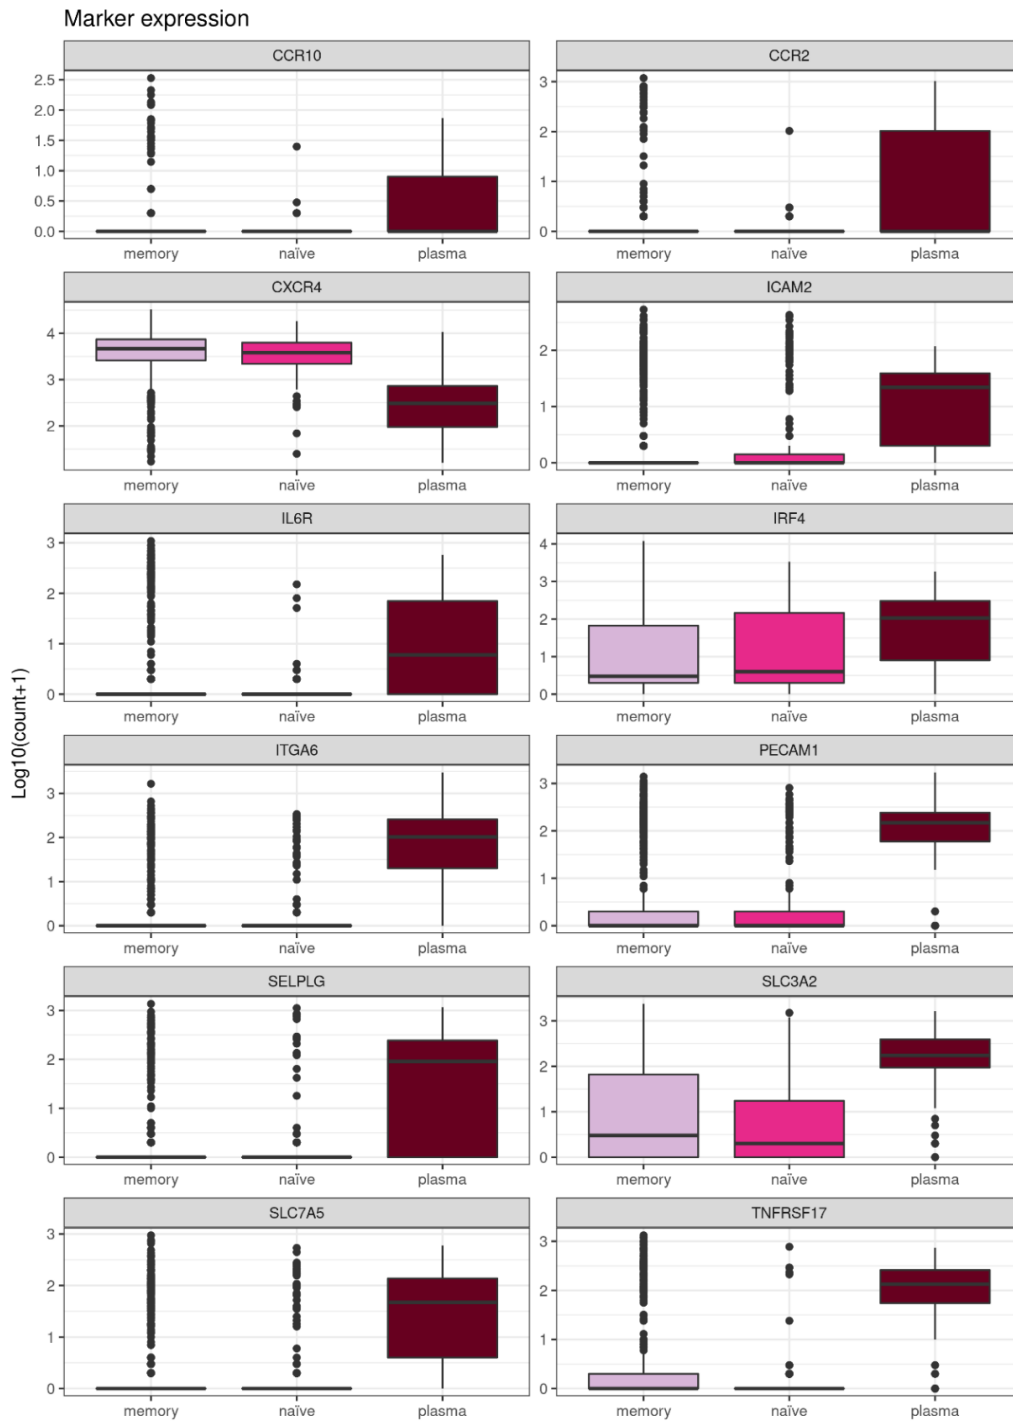 Marker expression
CCR10
CCR2
2.5
2.0
1.5
1.0
0.5
0.0
3
2
1
0
memory naïve plasma
memory naïve plasma
CXCR4
ICAM2
4
3
2
2
1
0
memory naïve plasma
memory naïve plasma
IL6R
IRF4
3
2
1
0
4
3
2
1
0
memory naïve plasma
memory naïve plasma
Log10(count+1)
ITGA6
PECAM1
3
2
1
0
3
2
1
0
memory naïve plasma
memory naïve plasma
SELPLG
SLC3A2
3
2
1
0
3
2
1
0
memory naïve plasma
memory naïve plasma
SLC7A5
TNFRSF17
3
2
1
0
3
2
1
0
memory naïve plasma
memory naïve plasma